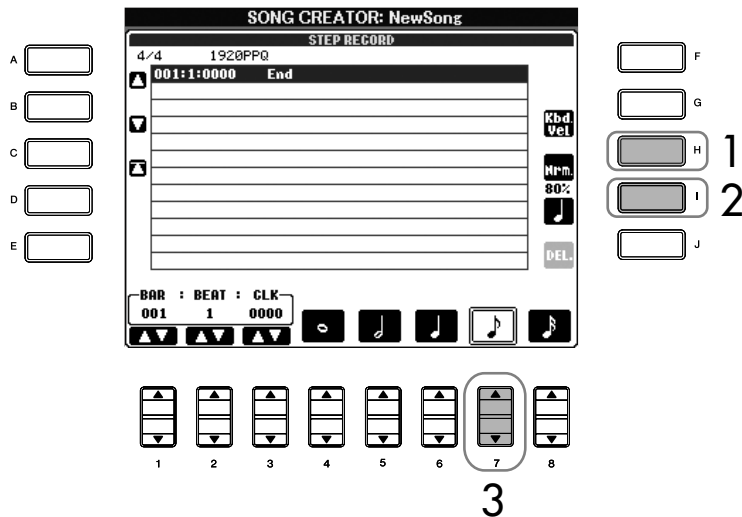 SONG CREATOR: NewSong
STEP RECORD
4/4 1920PPQ
001:1:0000 End
A
B
C
D
E
F
G
H 1
I 2
J
Kbd.
Vel
Nrm.
80%
DEL.
BAR : BEAT : CLK
001 1 0000
1 2 3 4 5 6 7 8
3